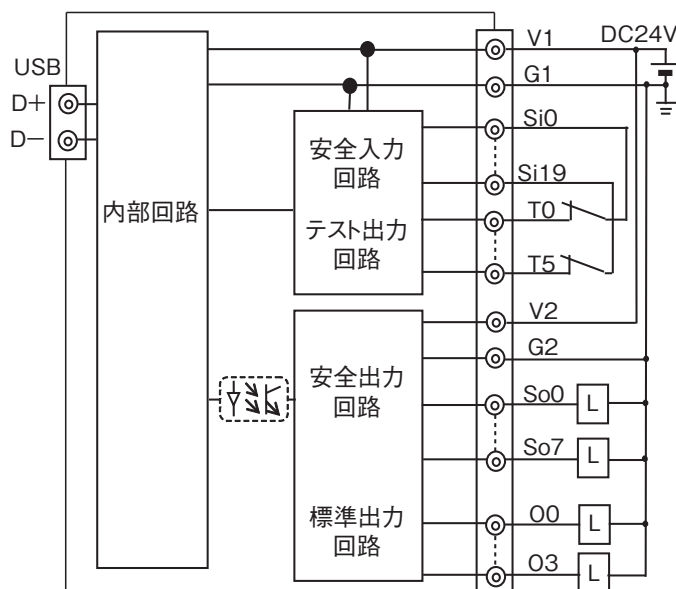 V1
DC24V
USB
G1
D+
Si0
D−
安全入力
回路
Si19
内部回路
T0
テスト出力
回路
T5
V2
G2
安全出力
回路
So0
L
So7
L
標準出力
回路
O0
L
O3
L